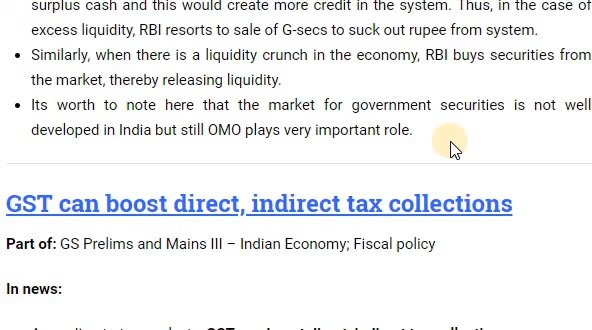 surplus cash and this would create more credit in the system. Thus, in the case of
excess liquidity, RBI resorts to sale of G-secs to suck out rupee from system.
Similarly, when there is a liquidity crunch in the economy, RBI buys securities from
the market, thereby releasing liquidity.
Its worth to note here that the market for government securities is not well
developed in India but still OMO plays very important role.
GST can boost direct, indirect tax collections
Part of: GS Prelims and Mains III – Indian Economy; Fiscal policy
In news: